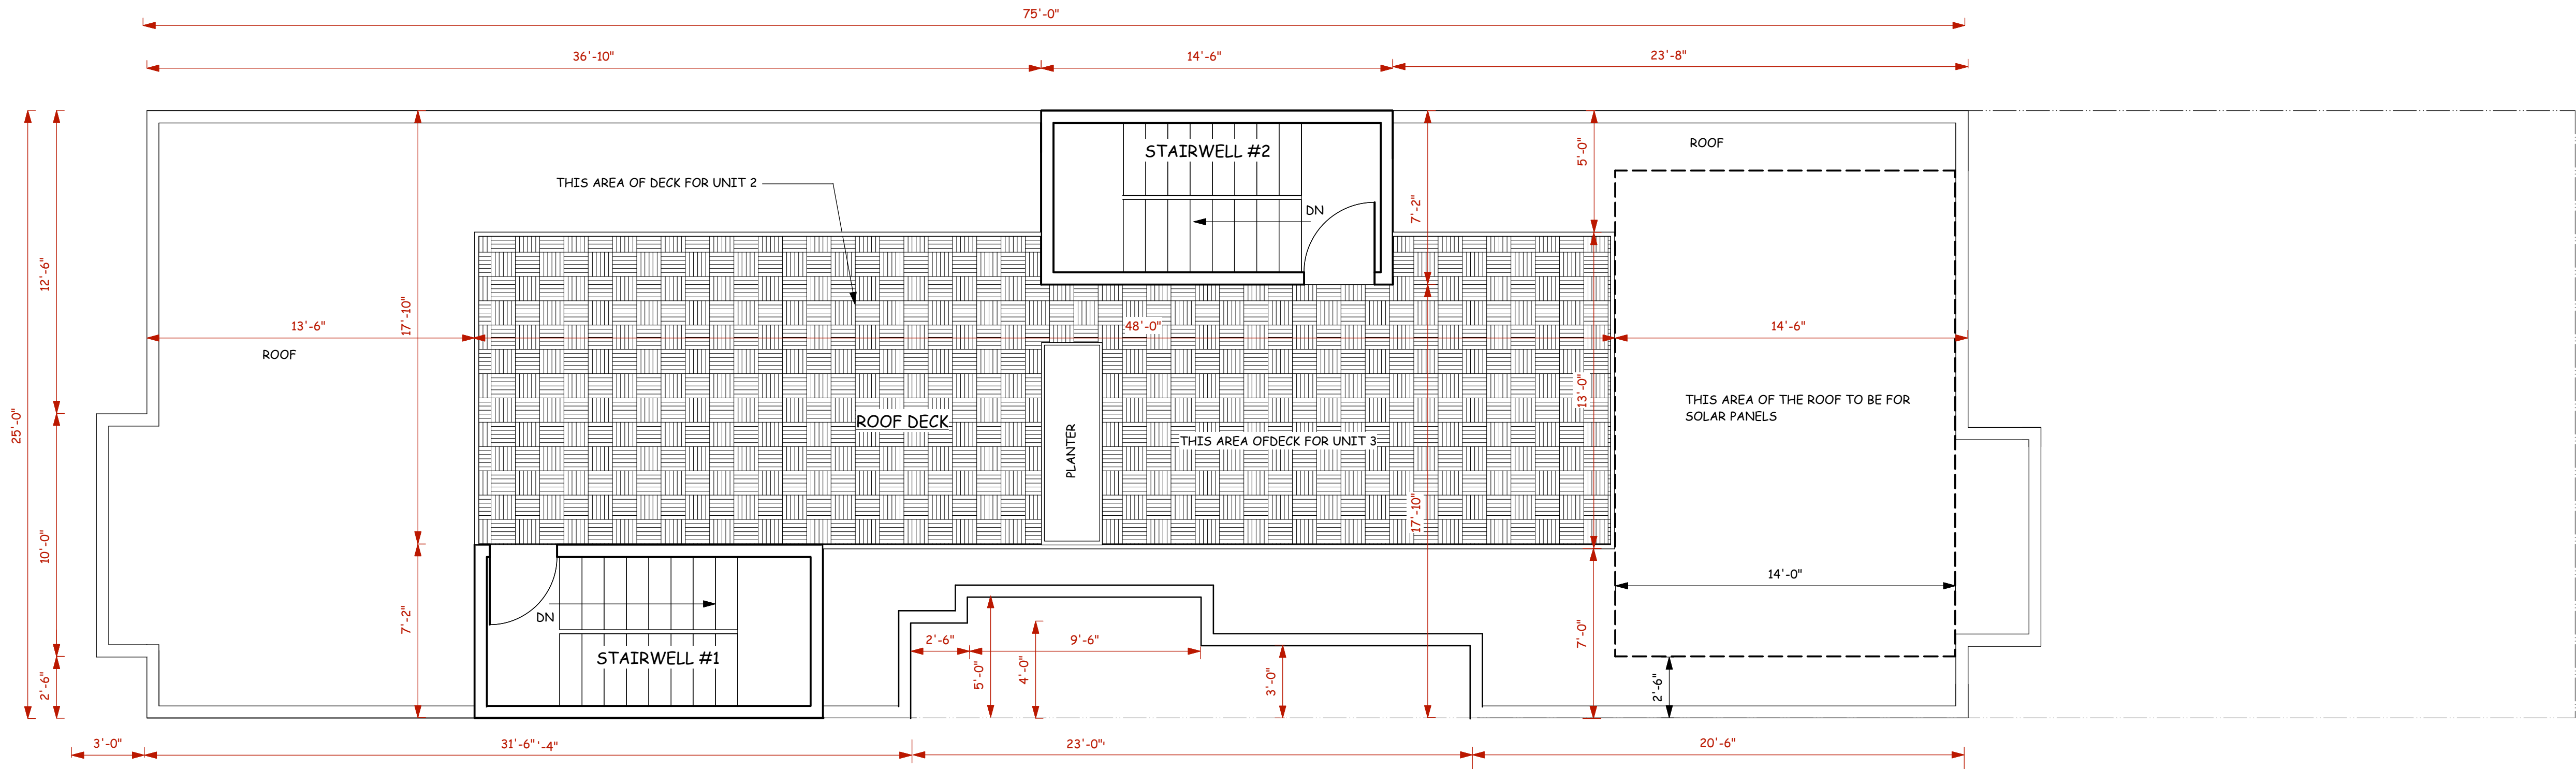 75'-0"
36'-10"
14'-6"
23'-8"
ROOF
5'-0"
STAIRWELL #2
THIS AREA OF DECK FOR UNIT 2
7'-2"
DN
12'-6"
17'-10"
13'-6"
48'-0"
14'-6"
ROOF
25'-0"
13'-0"
THIS AREA OF THE ROOF TO BE FOR
SOLAR PANELS
ROOF DECK
PLANTER
THIS AREA OFDECK FOR UNIT 3
17'-10"
10'-0"
14'-0"
7'-2"
DN
STAIRWELL #1
2'-6"
9'-6"
5'-0"
4'-0"
3'-0"
7'-0"
2'-6"
2'-6"
3'-0"
31'-6"
'-4"
23'-0"'
20'-6"